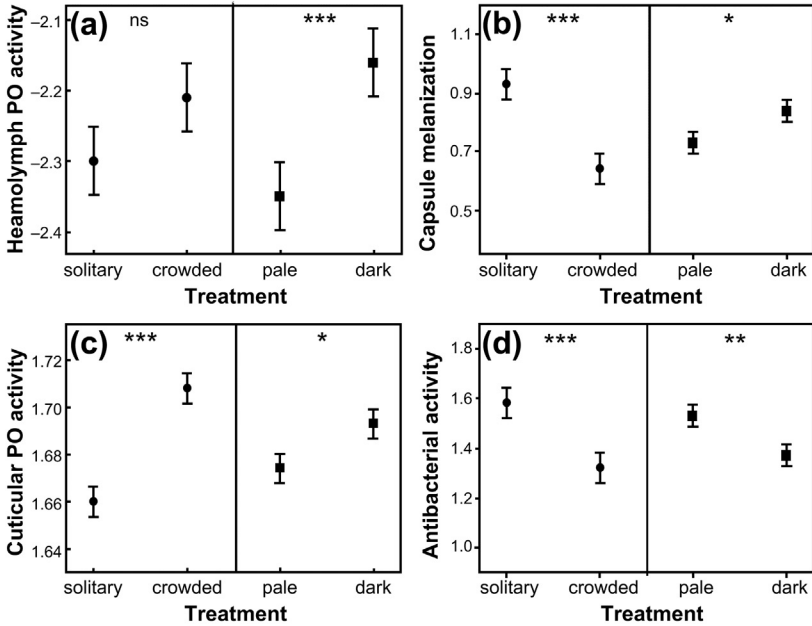 (a) ns ***
Heamolymph PO activity
−2.1
−2.2
−2.3
−2.4
solitary crowded pale dark
Treatment
(b) *** *
Capsule melanization
1.1
0.9
0.7
0.5
solitary crowded pale dark
Treatment
(c) *** *
Cuticular PO activity
1.72
1.70
1.68
1.66
1.64
solitary crowded pale dark
Treatment
(d) *** **
Antibacterial activity
1.8
1.6
1.4
1.2
1.0
solitary crowded pale dark
Treatment